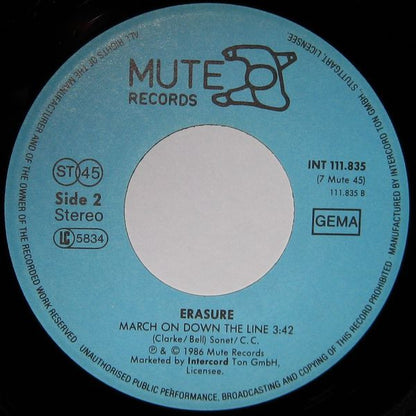 MUTE
RECORDS
ST 45
Side 2
Stereo
LC 5834
INT 111.835
(7 Mute 45)
111.835 B
GEMA
ERASURE
MARCH ON DOWN THE LINE 3:42
(Clarke/Bell) Sonet/C.C.
℗ & © 1986 Mute Records
Marketed by Intercord Ton GmbH,
Licensee.
ALL RIGHTS OF THE MANUFACTURER AND OF THE OWNER OF THE RECORDED WORK RESERVED
UNAUTHORISED PUBLIC PERFORMANCE, BROADCASTING AND COPYING OF THIS RECORD PROHIBITED
MANUFACTURED BY INTERCORD TON GMBH, STUTTGART, LICENSEE.